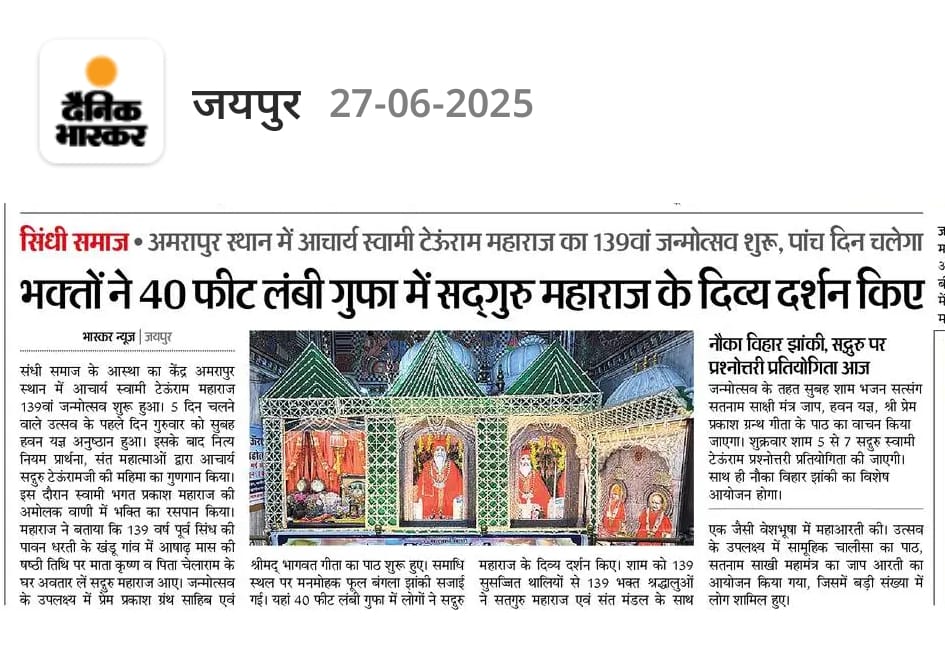 दैनिक
भास्कर
जयपुर 27-06-2025
सिंधी समाज • अमरापुर स्थान में आचार्य स्वामी टेऊंराम महाराज का 139वां जन्मोत्सव शुरू, पांच दिन चलेगा
भक्तों ने 40 फीट लंबी गुफा में सद्गुरु महाराज के दिव्य दर्शन किए
भास्कर न्यूज | जयपुर
संधी समाज के आस्था का केंद्र अमरापुर
स्थान में आचार्य स्वामी टेऊंराम महाराज
139वां जन्मोत्सव शुरू हुआ। 5 दिन चलने
वाले उत्सव के पहले दिन गुरुवार को सुबह
हवन यज्ञ अनुष्ठान हुआ। इसके बाद नित्य
नियम प्रार्थना, संत महात्माओं द्वारा आचार्य
सद्गुरु टेऊंरामजी की महिमा का गुणगान किया।
इस दौरान स्वामी भगत प्रकाश महाराज की
अमोलक वाणी में भक्ति का रसपान किया।
महाराज ने बताया कि 139 वर्ष पूर्व सिंध की
पावन धरती के खंडू गांव में आषाढ़ मास की
षष्ठी तिथि पर माता कृष्ण व पिता चेलाराम के
घर अवतार लें सद्गुरु महाराज आए। जन्मोत्सव
के उपलक्ष्य में प्रेम प्रकाश ग्रंथ साहिब एवं
श्रीमद् भागवत गीता का पाठ शुरू हुए। समाधि
स्थल पर मनमोहक फूल बंगला झांकी सजाई
गई। यहां 40 फीट लंबी गुफा में लोगों ने सद्गुरु
महाराज के दिव्य दर्शन किए। शाम को 139
सुसज्जित थालियों से 139 भक्त श्रद्धालुओं
ने सतगुरु महाराज एवं संत मंडल के साथ
नौका विहार झांकी, सद्गुरु पर
प्रश्नोत्तरी प्रतियोगिता आज
जन्मोत्सव के तहत सुबह शाम भजन सत्संग
सतनाम साक्षी मंत्र जाप, हवन यज्ञ, श्री प्रेम
प्रकाश ग्रन्थ गीता के पाठ का वाचन किया
जाएगा। शुक्रवार शाम 5 से 7 सद्गुरु स्वामी
टेऊंराम प्रश्नोत्तरी प्रतियोगिता की जाएगी।
साथ ही नौका विहार झांकी का विशेष
आयोजन होगा।
एक जैसी वेशभूषा में महाआरती की। उत्सव
के उपलक्ष्य में सामूहिक चालीसा का पाठ,
सतनाम साखी महामंत्र का जाप आरती का
आयोजन किया गया, जिसमें बड़ी संख्या में
लोग शामिल हुए।